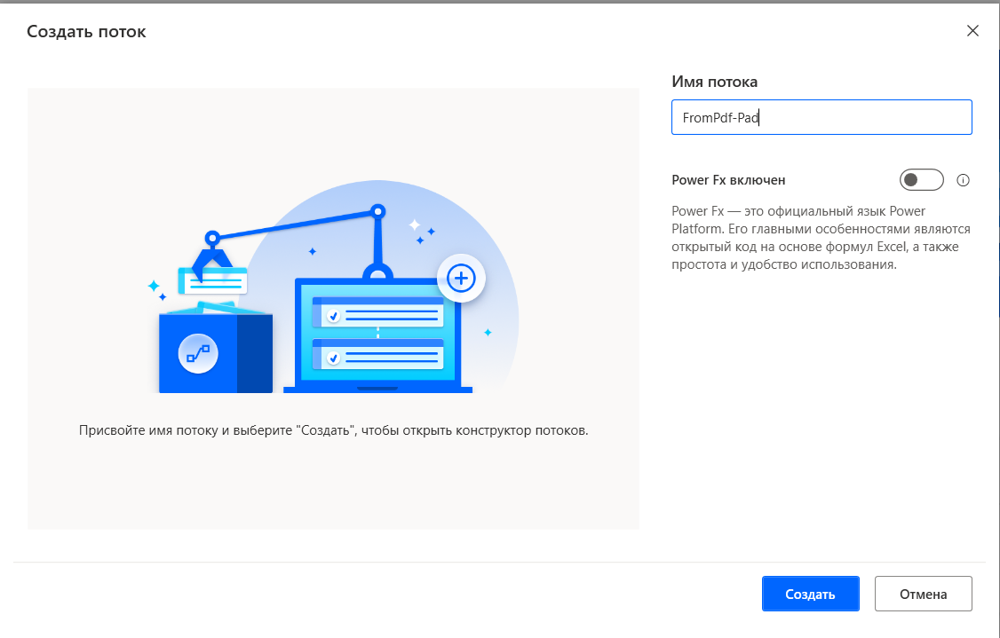 Создать поток
Имя потока
FromPdf-Pad
Power Fx включен
Power Fx — это официальный язык Power
Platform. Его главными особенностями являются
открытый код на основе формул Excel, а также
простота и удобство использования.
Присвойте имя потоку и выберите "Создать", чтобы открыть конструктор потоков.
Создать
Отмена